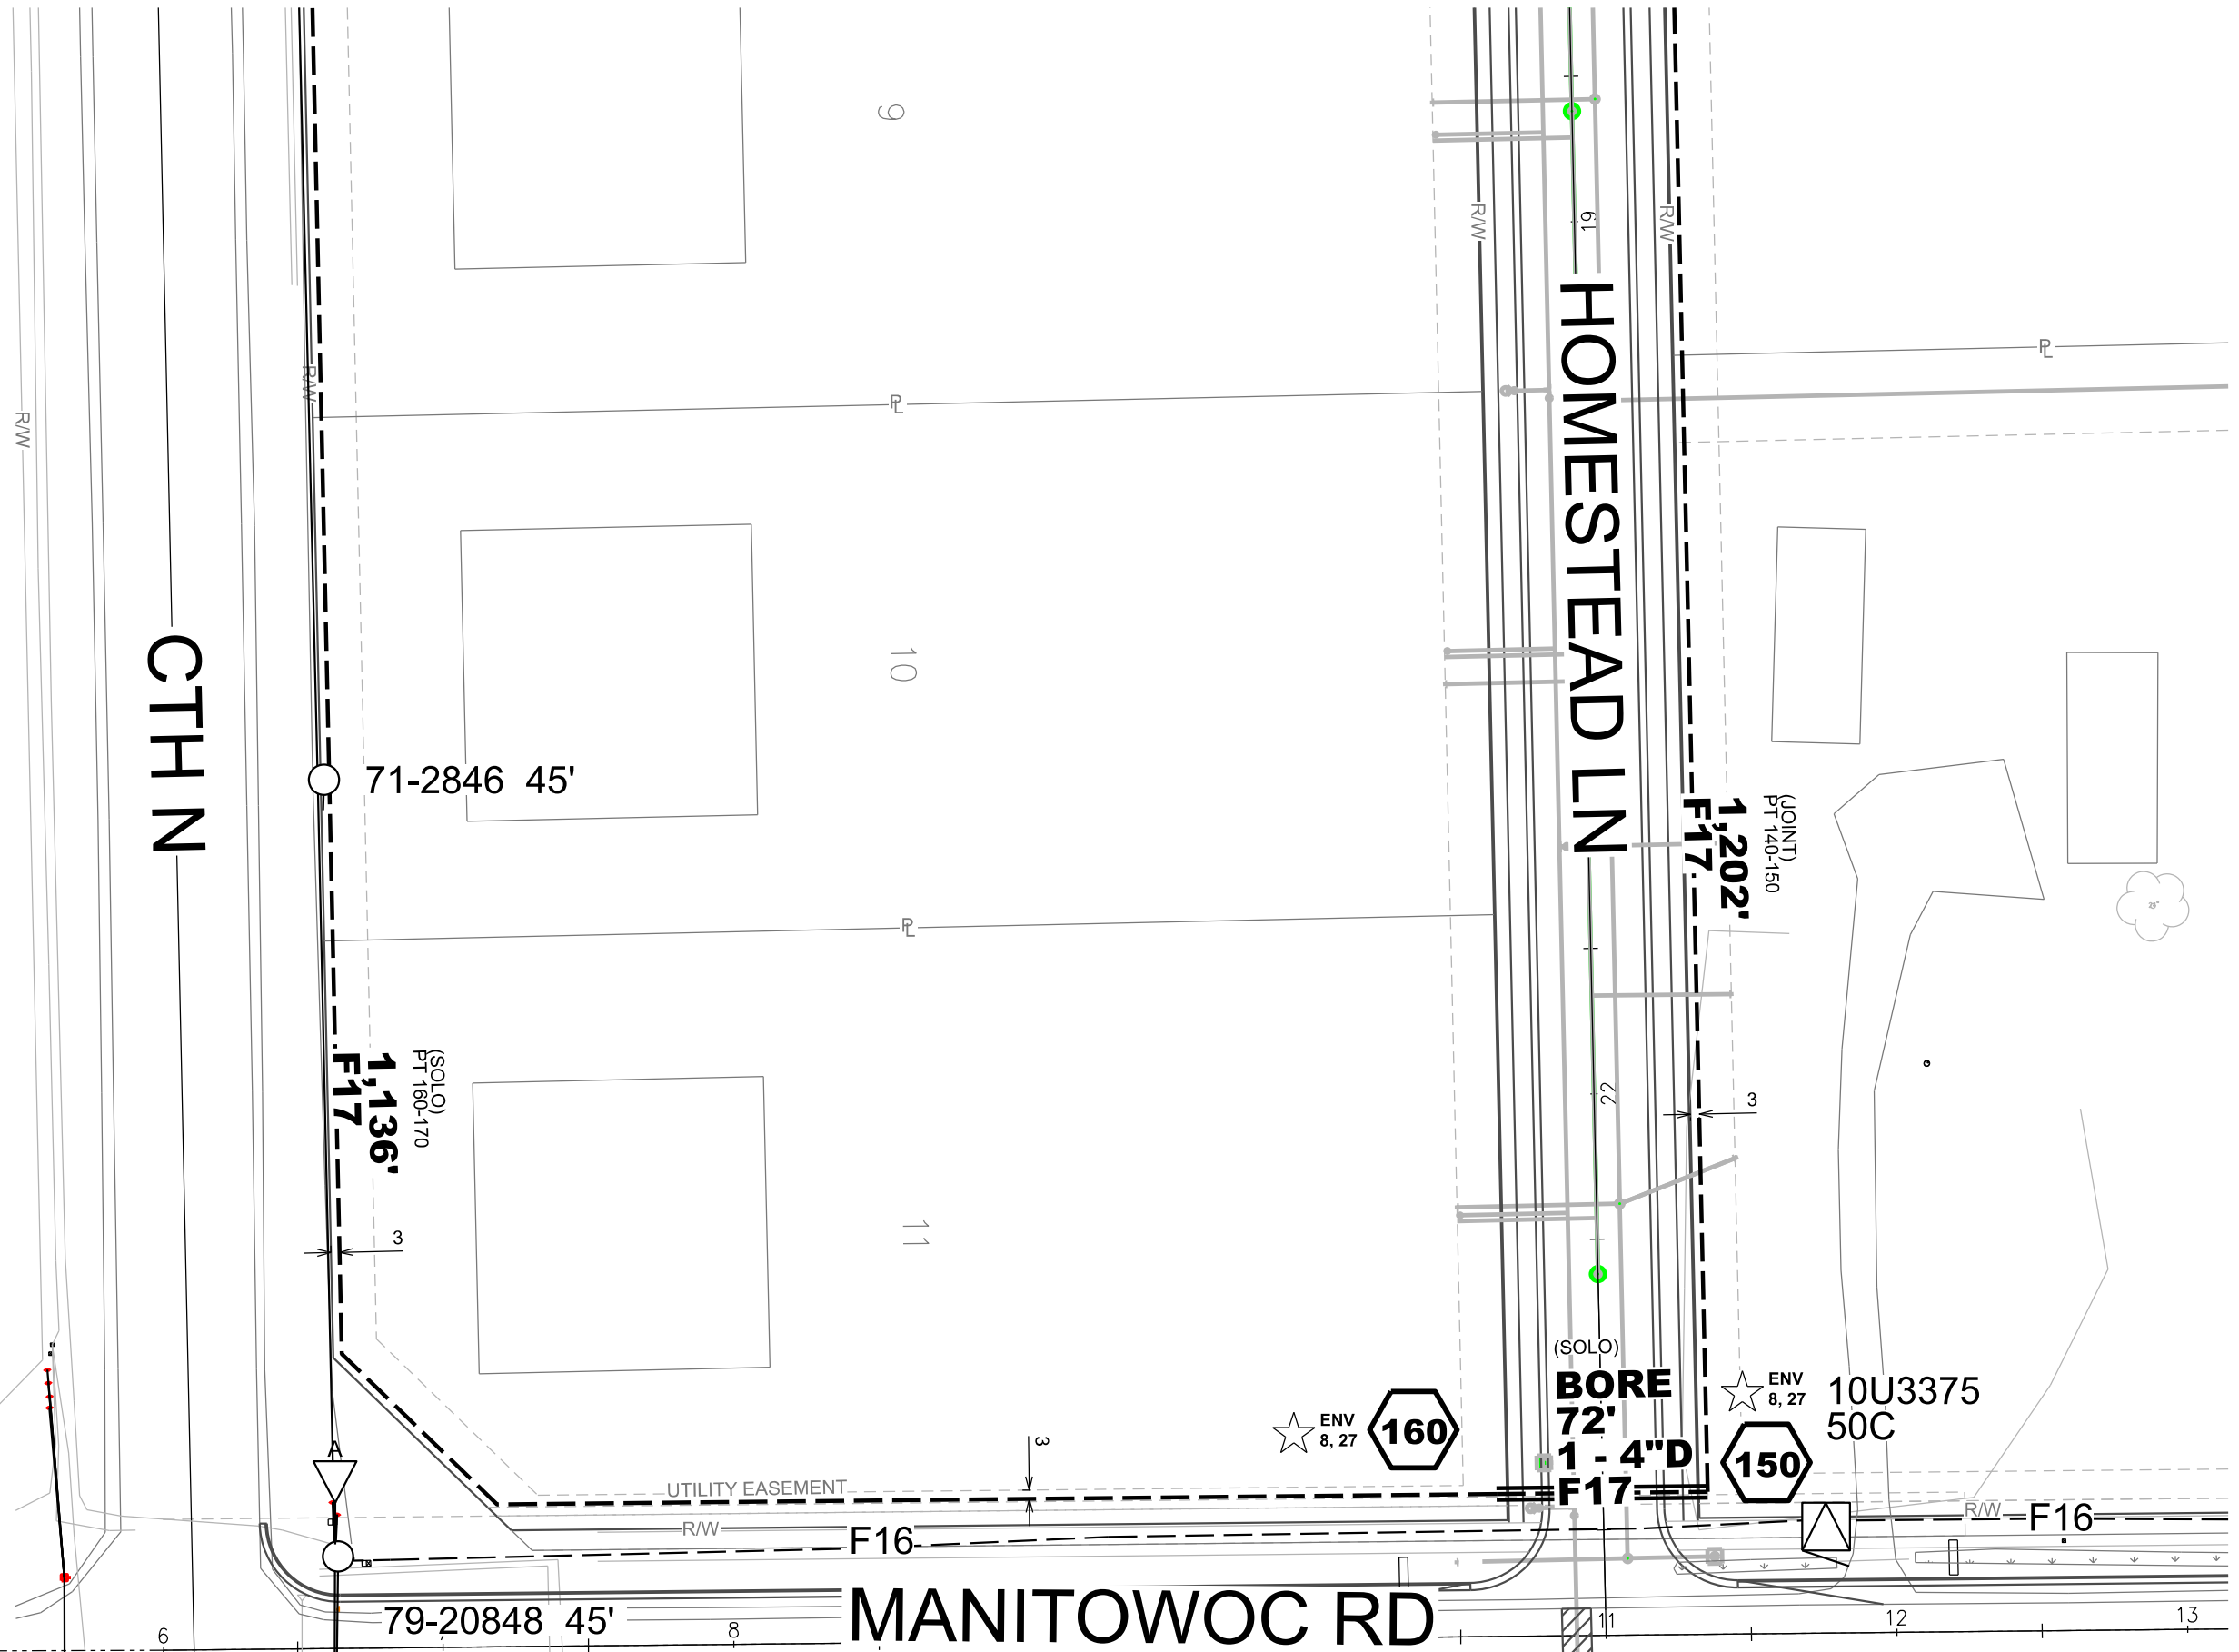 9
R/W
R/W
19
HOMESTEAD LN
PL
R/W
PL
R/W
CTH N
10
71-2846 45'
(JOINT)
PT 140-150
1,202'
F17
23"
PL
(SOLO)
PT 160-170
1,136'
F17
22
3
11
3
(SOLO)
BORE
72'
1 - 4"D
F17
ENV
8, 27
160
ENV
8, 27
10U3375
50C
150
A
3
UTILITY EASEMENT
R/W
F16
R/W
F16
79-20848 45'
MANITOWOC RD
6
8
11
12
13